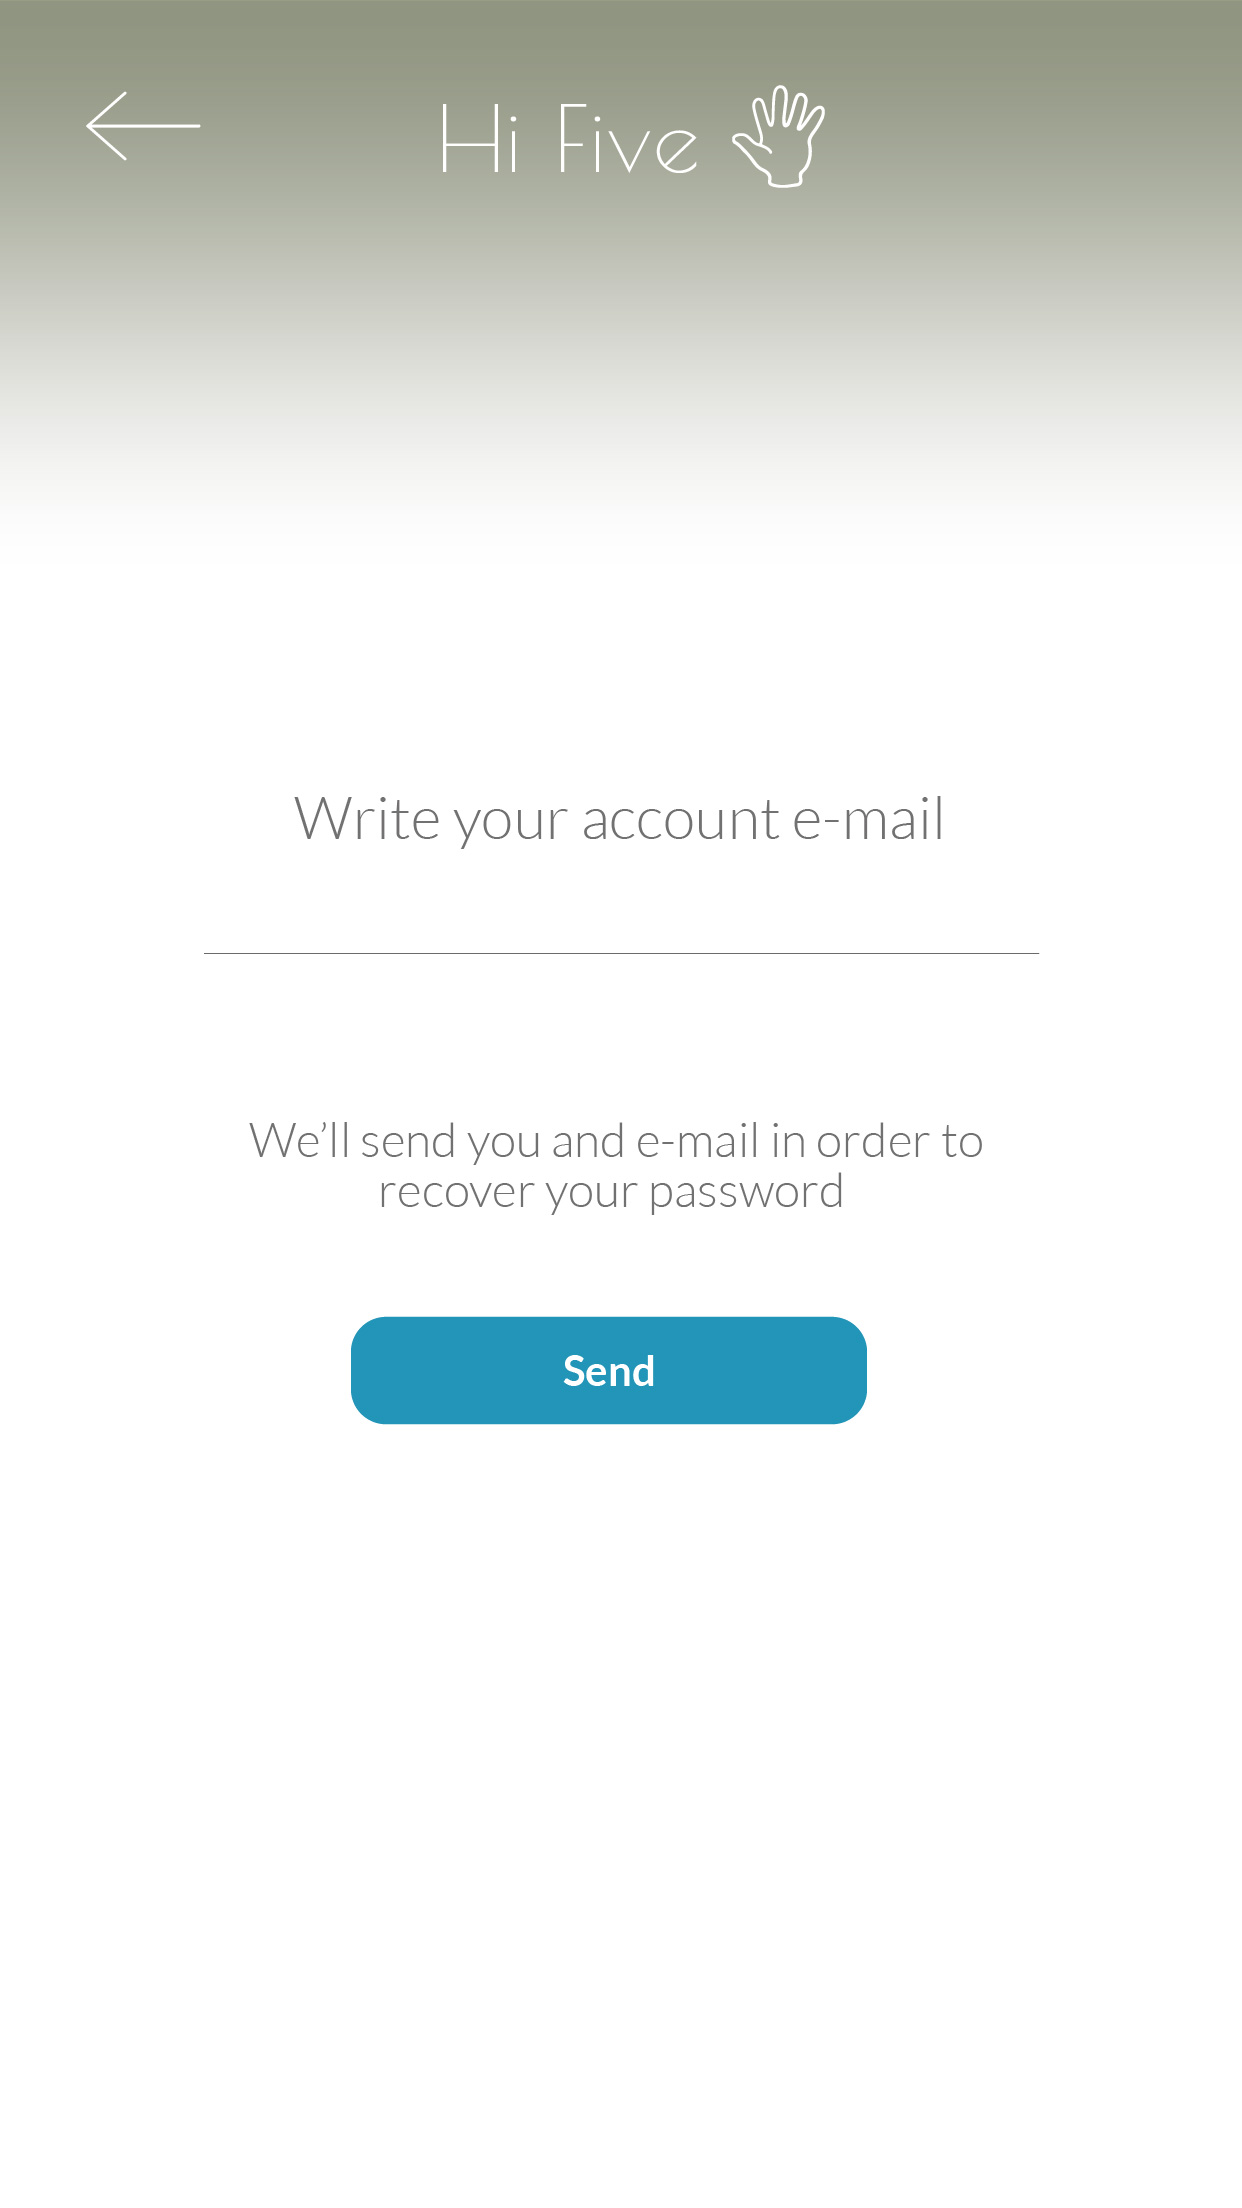 Hi Five
Write your account e-mail
We’ll send you and e-mail in order to
recover your password
Send